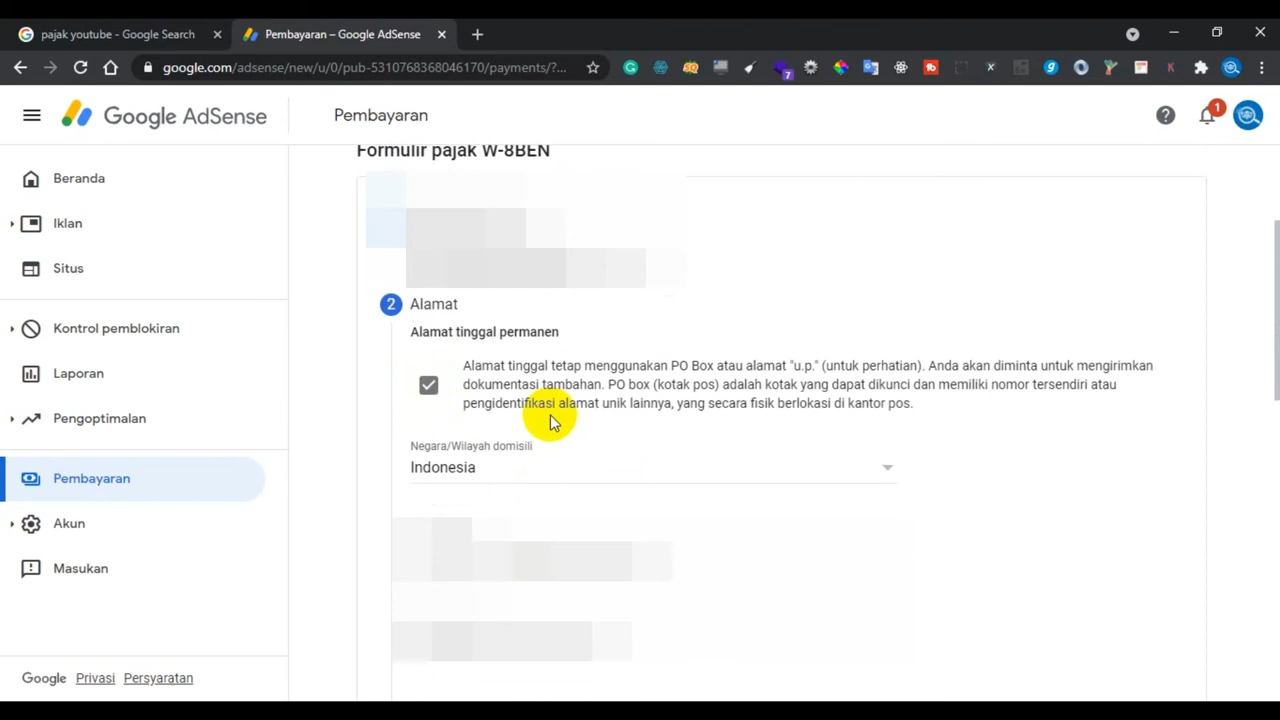 pajak youtube - Google Search
Pembayaran – Google AdSense
google.com/adsense/new/u/0/pub-5310768368046170/payments/?...
7
Google AdSense
Pembayaran
1
Formulir pajak W-8BEN
Beranda
Iklan
Situs
Kontrol pemblokiran
Laporan
Pengoptimalan
Pembayaran
Akun
Masukan
2 Alamat
Alamat tinggal permanen
Alamat tinggal tetap menggunakan PO Box atau alamat "u.p." (untuk perhatian). Anda akan diminta untuk mengirimkan
dokumentasi tambahan. PO box (kotak pos) adalah kotak yang dapat dikunci dan memiliki nomor tersendiri atau
pengidentifikasi alamat unik lainnya, yang secara fisik berlokasi di kantor pos.
Negara/Wilayah domisili
Indonesia
Google Privasi Persyaratan